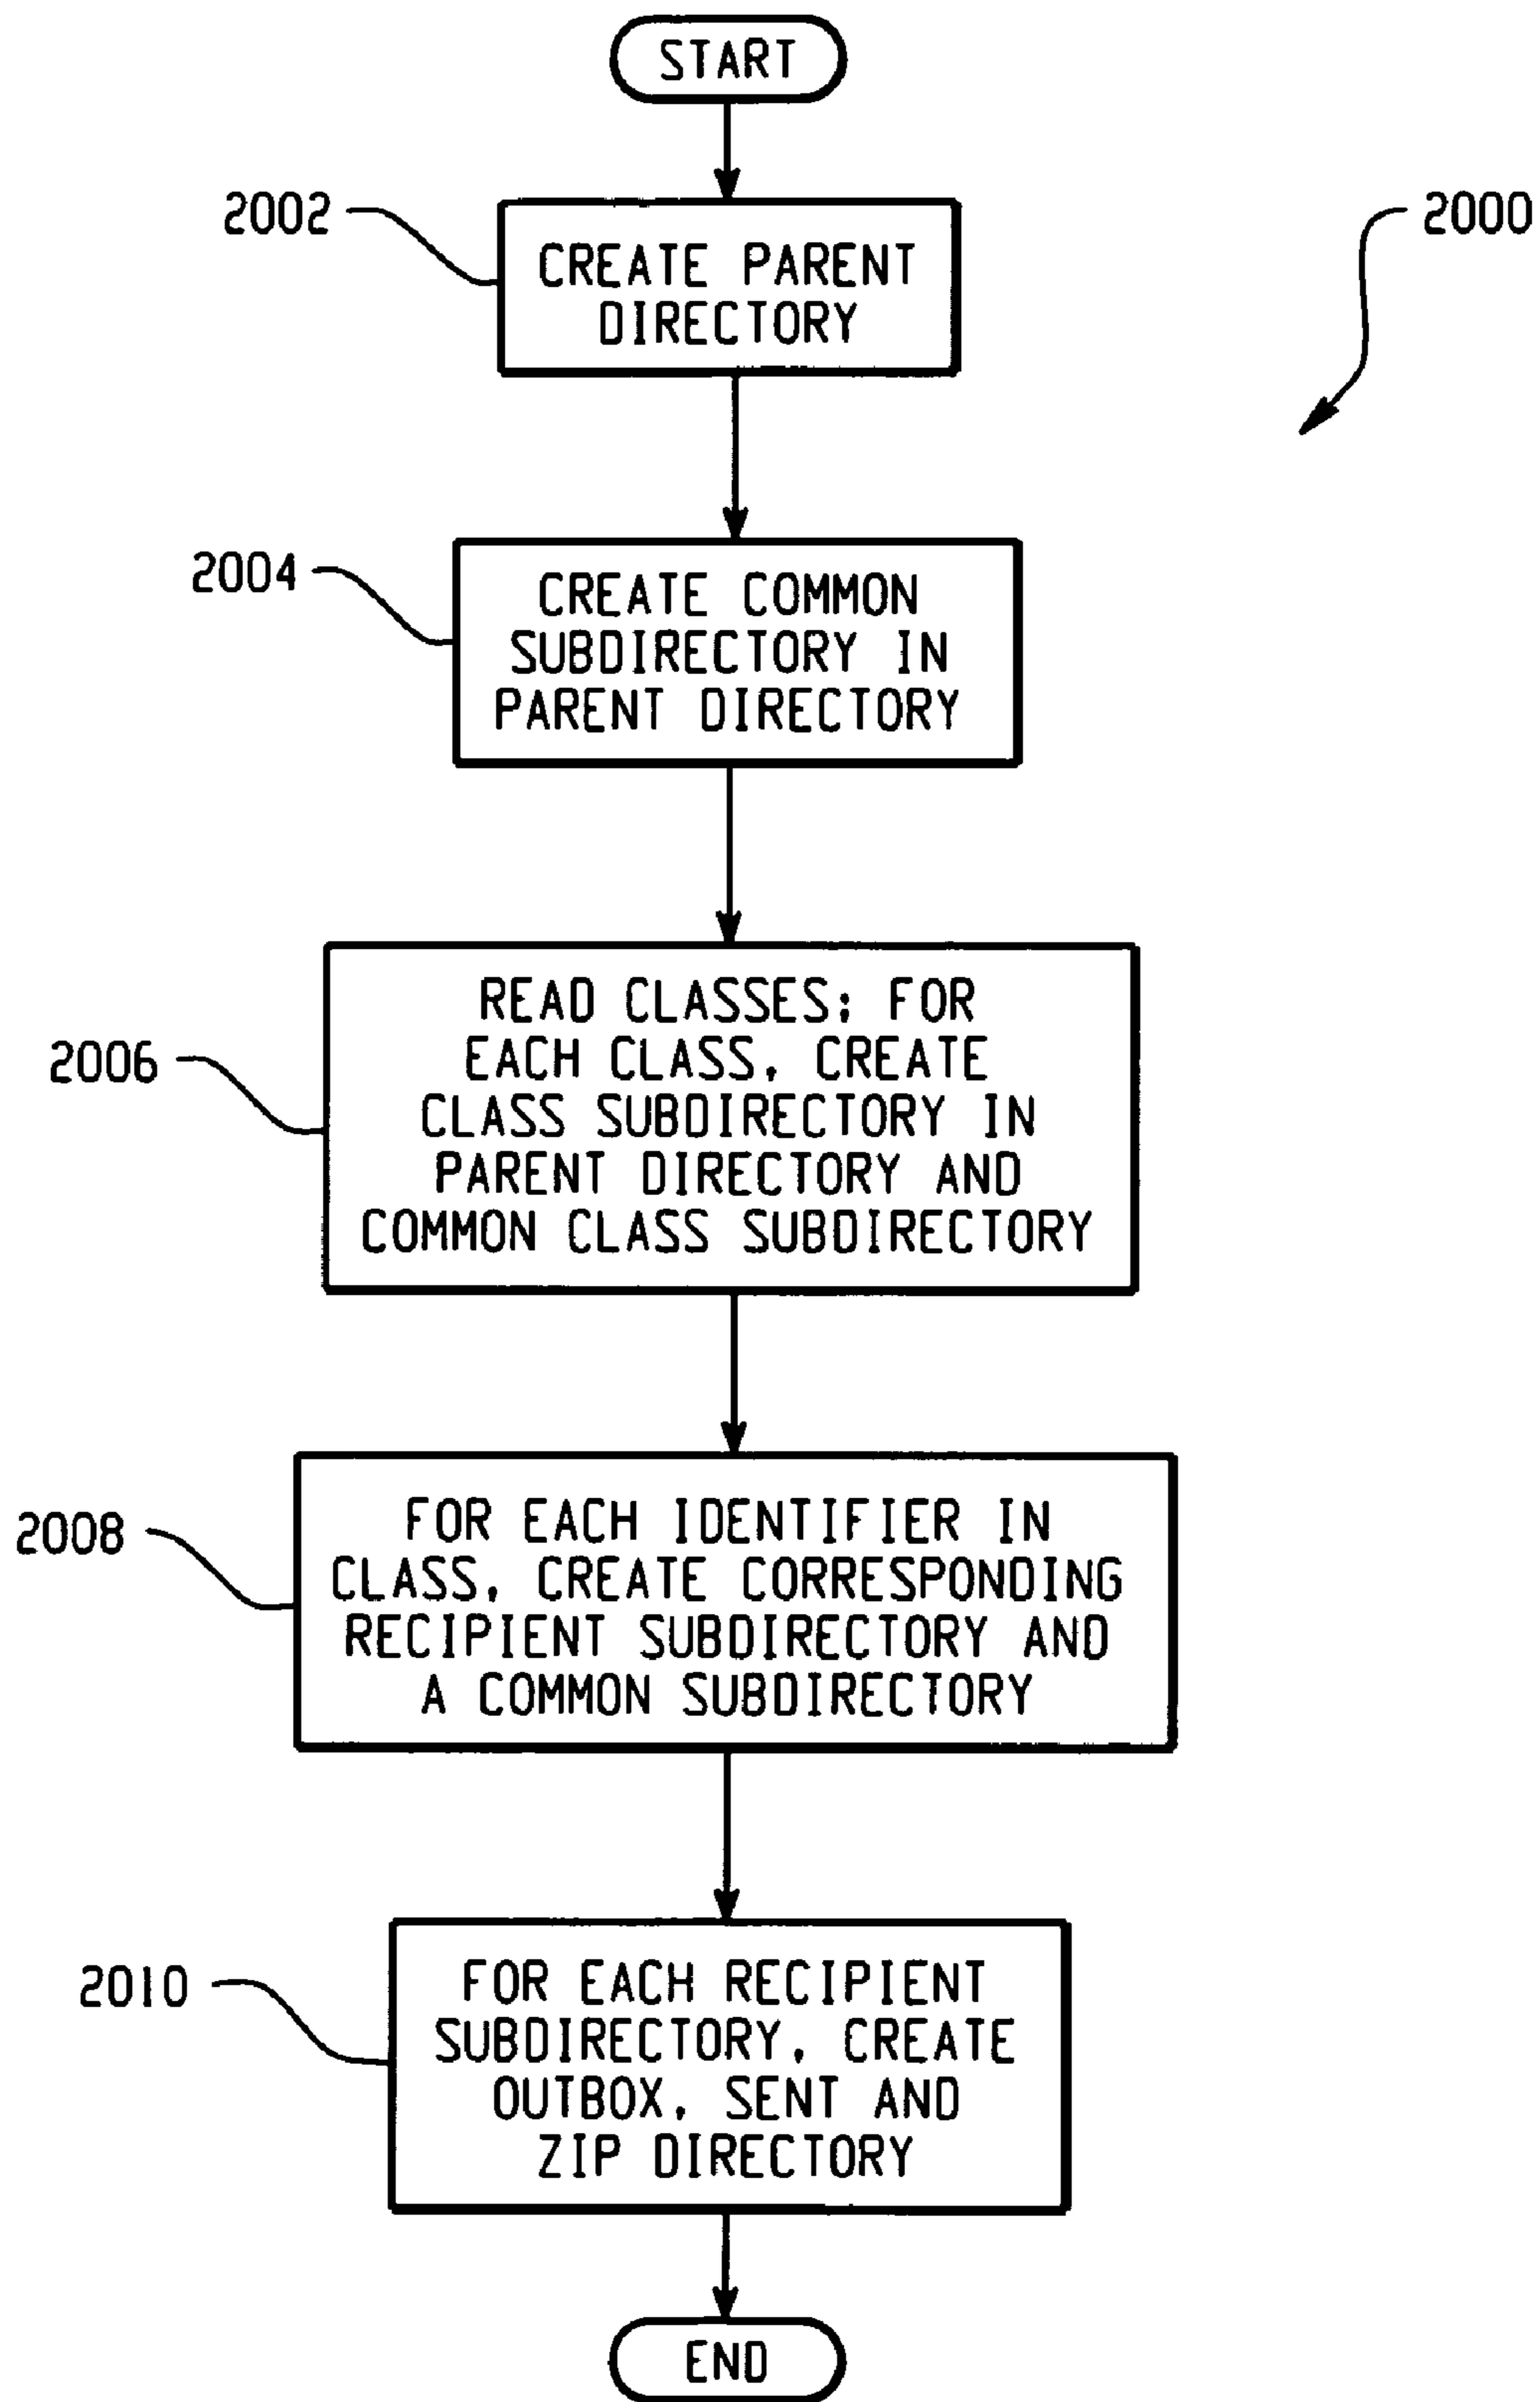 START
2002
2000
CREATE PARENT
DIRECTORY
2004
CREATE COMMON
SUBDIRECTORY IN
PARENT DIRECTORY
2006
READ CLASSES; FOR
EACH CLASS, CREATE
CLASS SUBDIRECTORY IN
PARENT DIRECTORY AND
COMMON CLASS SUBDIRECTORY
2008
FOR EACH IDENTIFIER IN
CLASS, CREATE CORRESPONDING
RECIPIENT SUBDIRECTORY AND
A COMMON SUBDIRECTORY
2010
FOR EACH RECIPIENT
SUBDIRECTORY, CREATE
OUTBOX, SENT AND
ZIP DIRECTORY
END